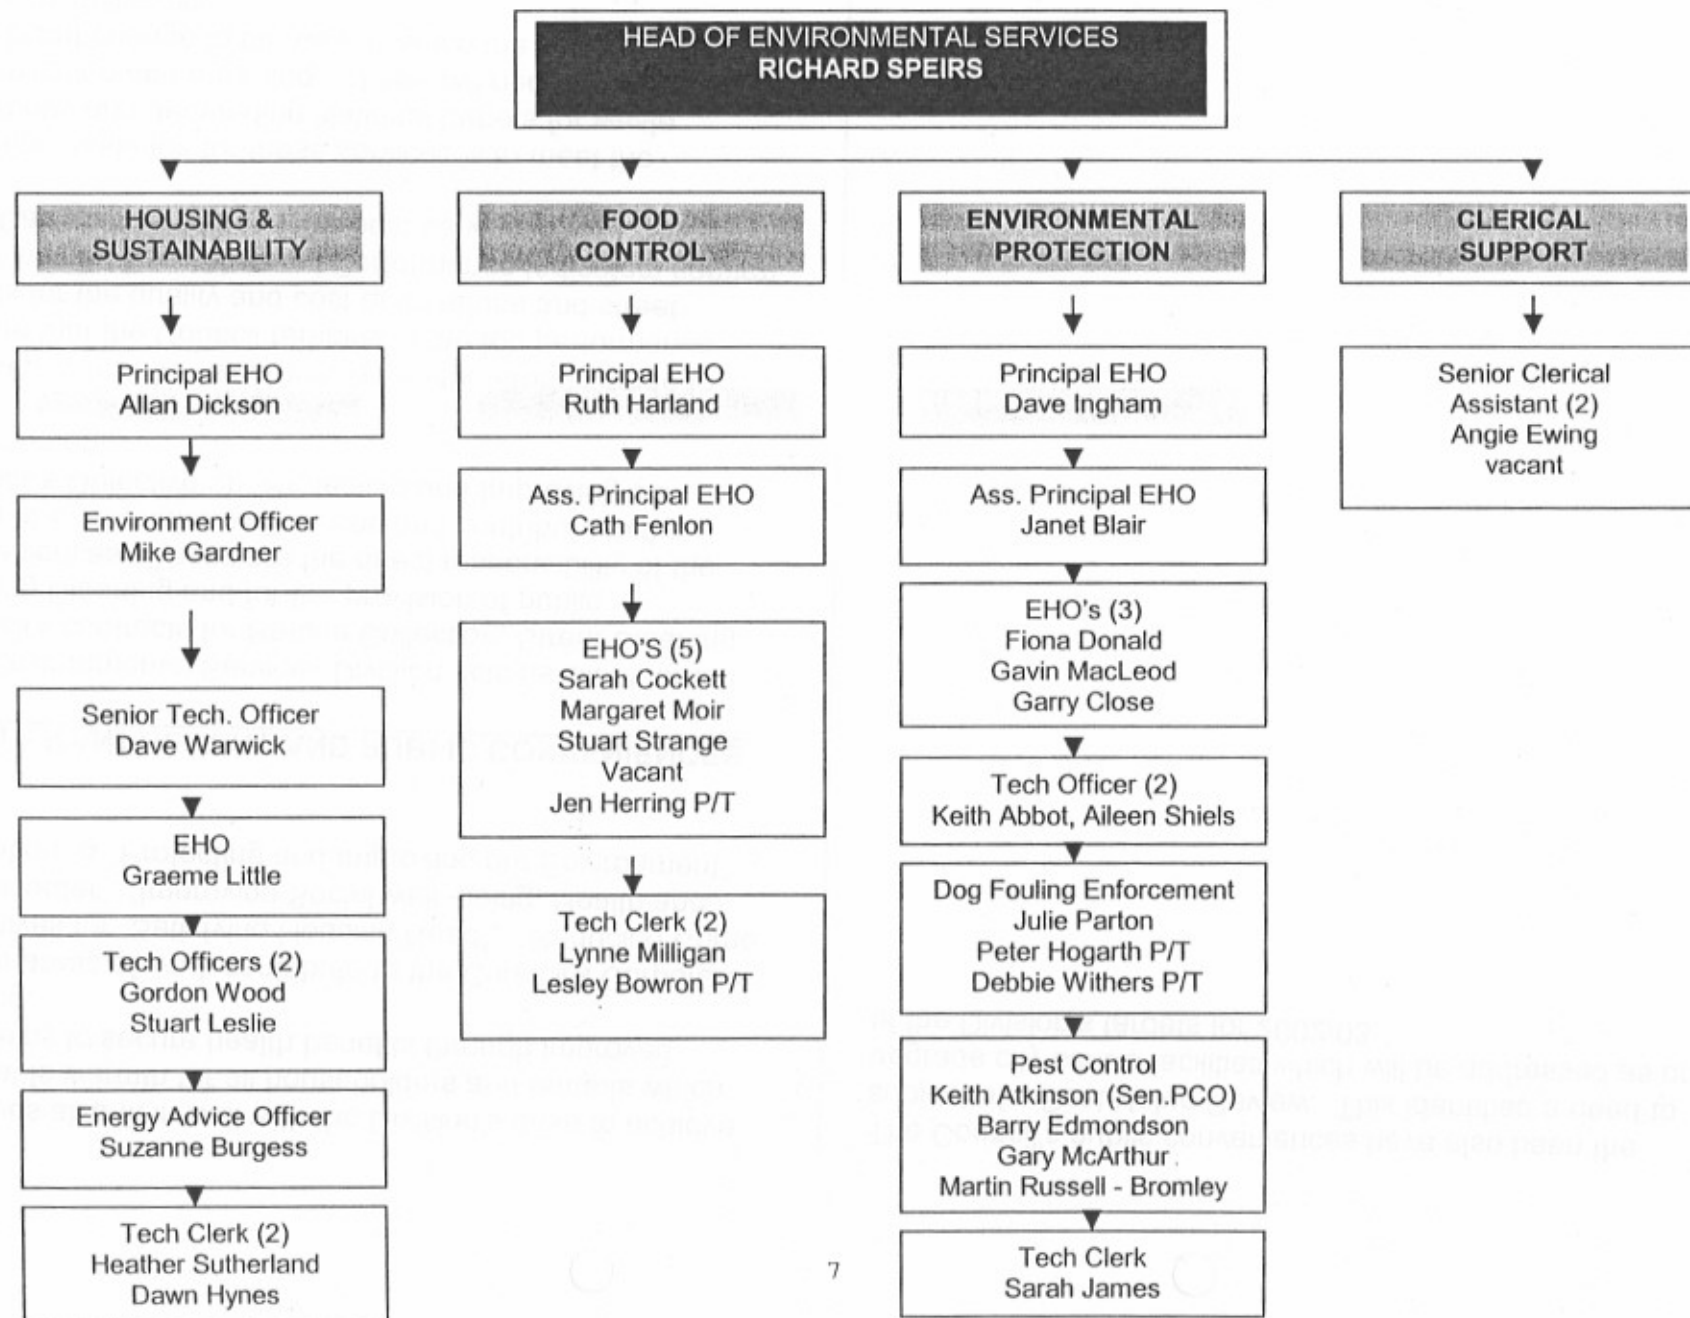 HEAD OF ENVIRONMENTAL SERVICES
RICHARD SPEIRS
HOUSING &
SUSTAINABILITY
Principal EHO
Allan Dickson
Environment Officer
Mike Gardner
Senior Tech. Officer
Dave Warwick
EHO
Graeme Little
Tech Officers (2)
Gordon Wood
Stuart Leslie
Energy Advice Officer
Suzanne Burgess
Tech Clerk (2)
Heather Sutherland
Dawn Hynes
FOOD
CONTROL
Principal EHO
Ruth Harland
Ass. Principal EHO
Cath Fenlon
EHO'S (5)
Sarah Cockett
Margaret Moir
Stuart Strange
Vacant
Jen Herring P/T
Tech Clerk (2)
Lynne Milligan
Lesley Bowron P/T
ENVIRONMENTAL
PROTECTION
Principal EHO
Dave Ingham
Ass. Principal EHO
Janet Blair
EHO's (3)
Fiona Donald
Gavin MacLeod
Garry Close
Tech Officer (2)
Keith Abbot, Aileen Shiels
Dog Fouling Enforcement
Julie Parton
Peter Hogarth P/T
Debbie Withers P/T
Pest Control
Keith Atkinson (Sen.PCO)
Barry Edmondson
Gary McArthur
Martin Russell - Bromley
Tech Clerk
Sarah James
CLERICAL
SUPPORT
Senior Clerical
Assistant (2)
Angie Ewing
vacant
7